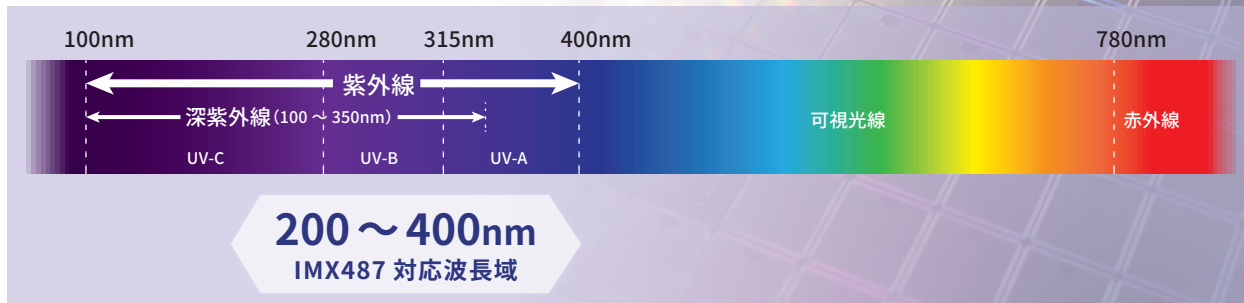 100nm 280nm 315nm 400nm 780nm
紫外線
深紫外線(100～350nm) 可視光線 赤外線
UV-C UV-B UV-A
200～400nm
IMX487 対応波長域